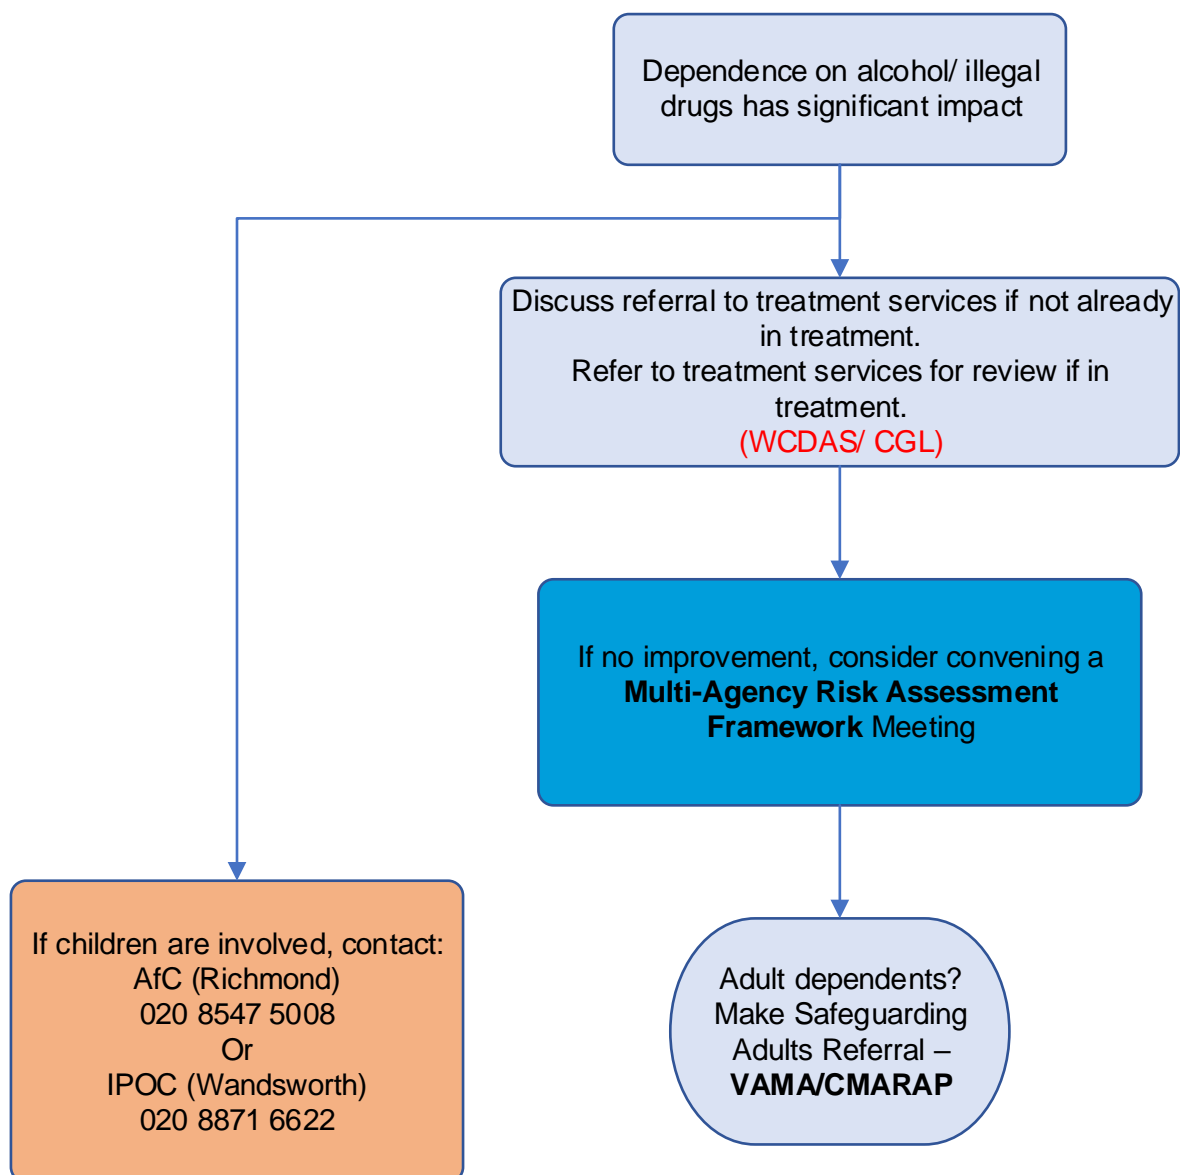 Dependence on alcohol/ illegal
drugs has significant impact
Discuss referral to treatment services if not already
in treatment.
Refer to treatment services for review if in
treatment.
(WCDAS/ CGL)
If no improvement, consider convening a
Multi-Agency Risk Assessment
Framework Meeting
If children are involved, contact:
AfC (Richmond)
020 8547 5008
Or
IPOC (Wandsworth)
020 8871 6622
Adult dependents?
Make Safeguarding
Adults Referral –
VAMA/CMARAP